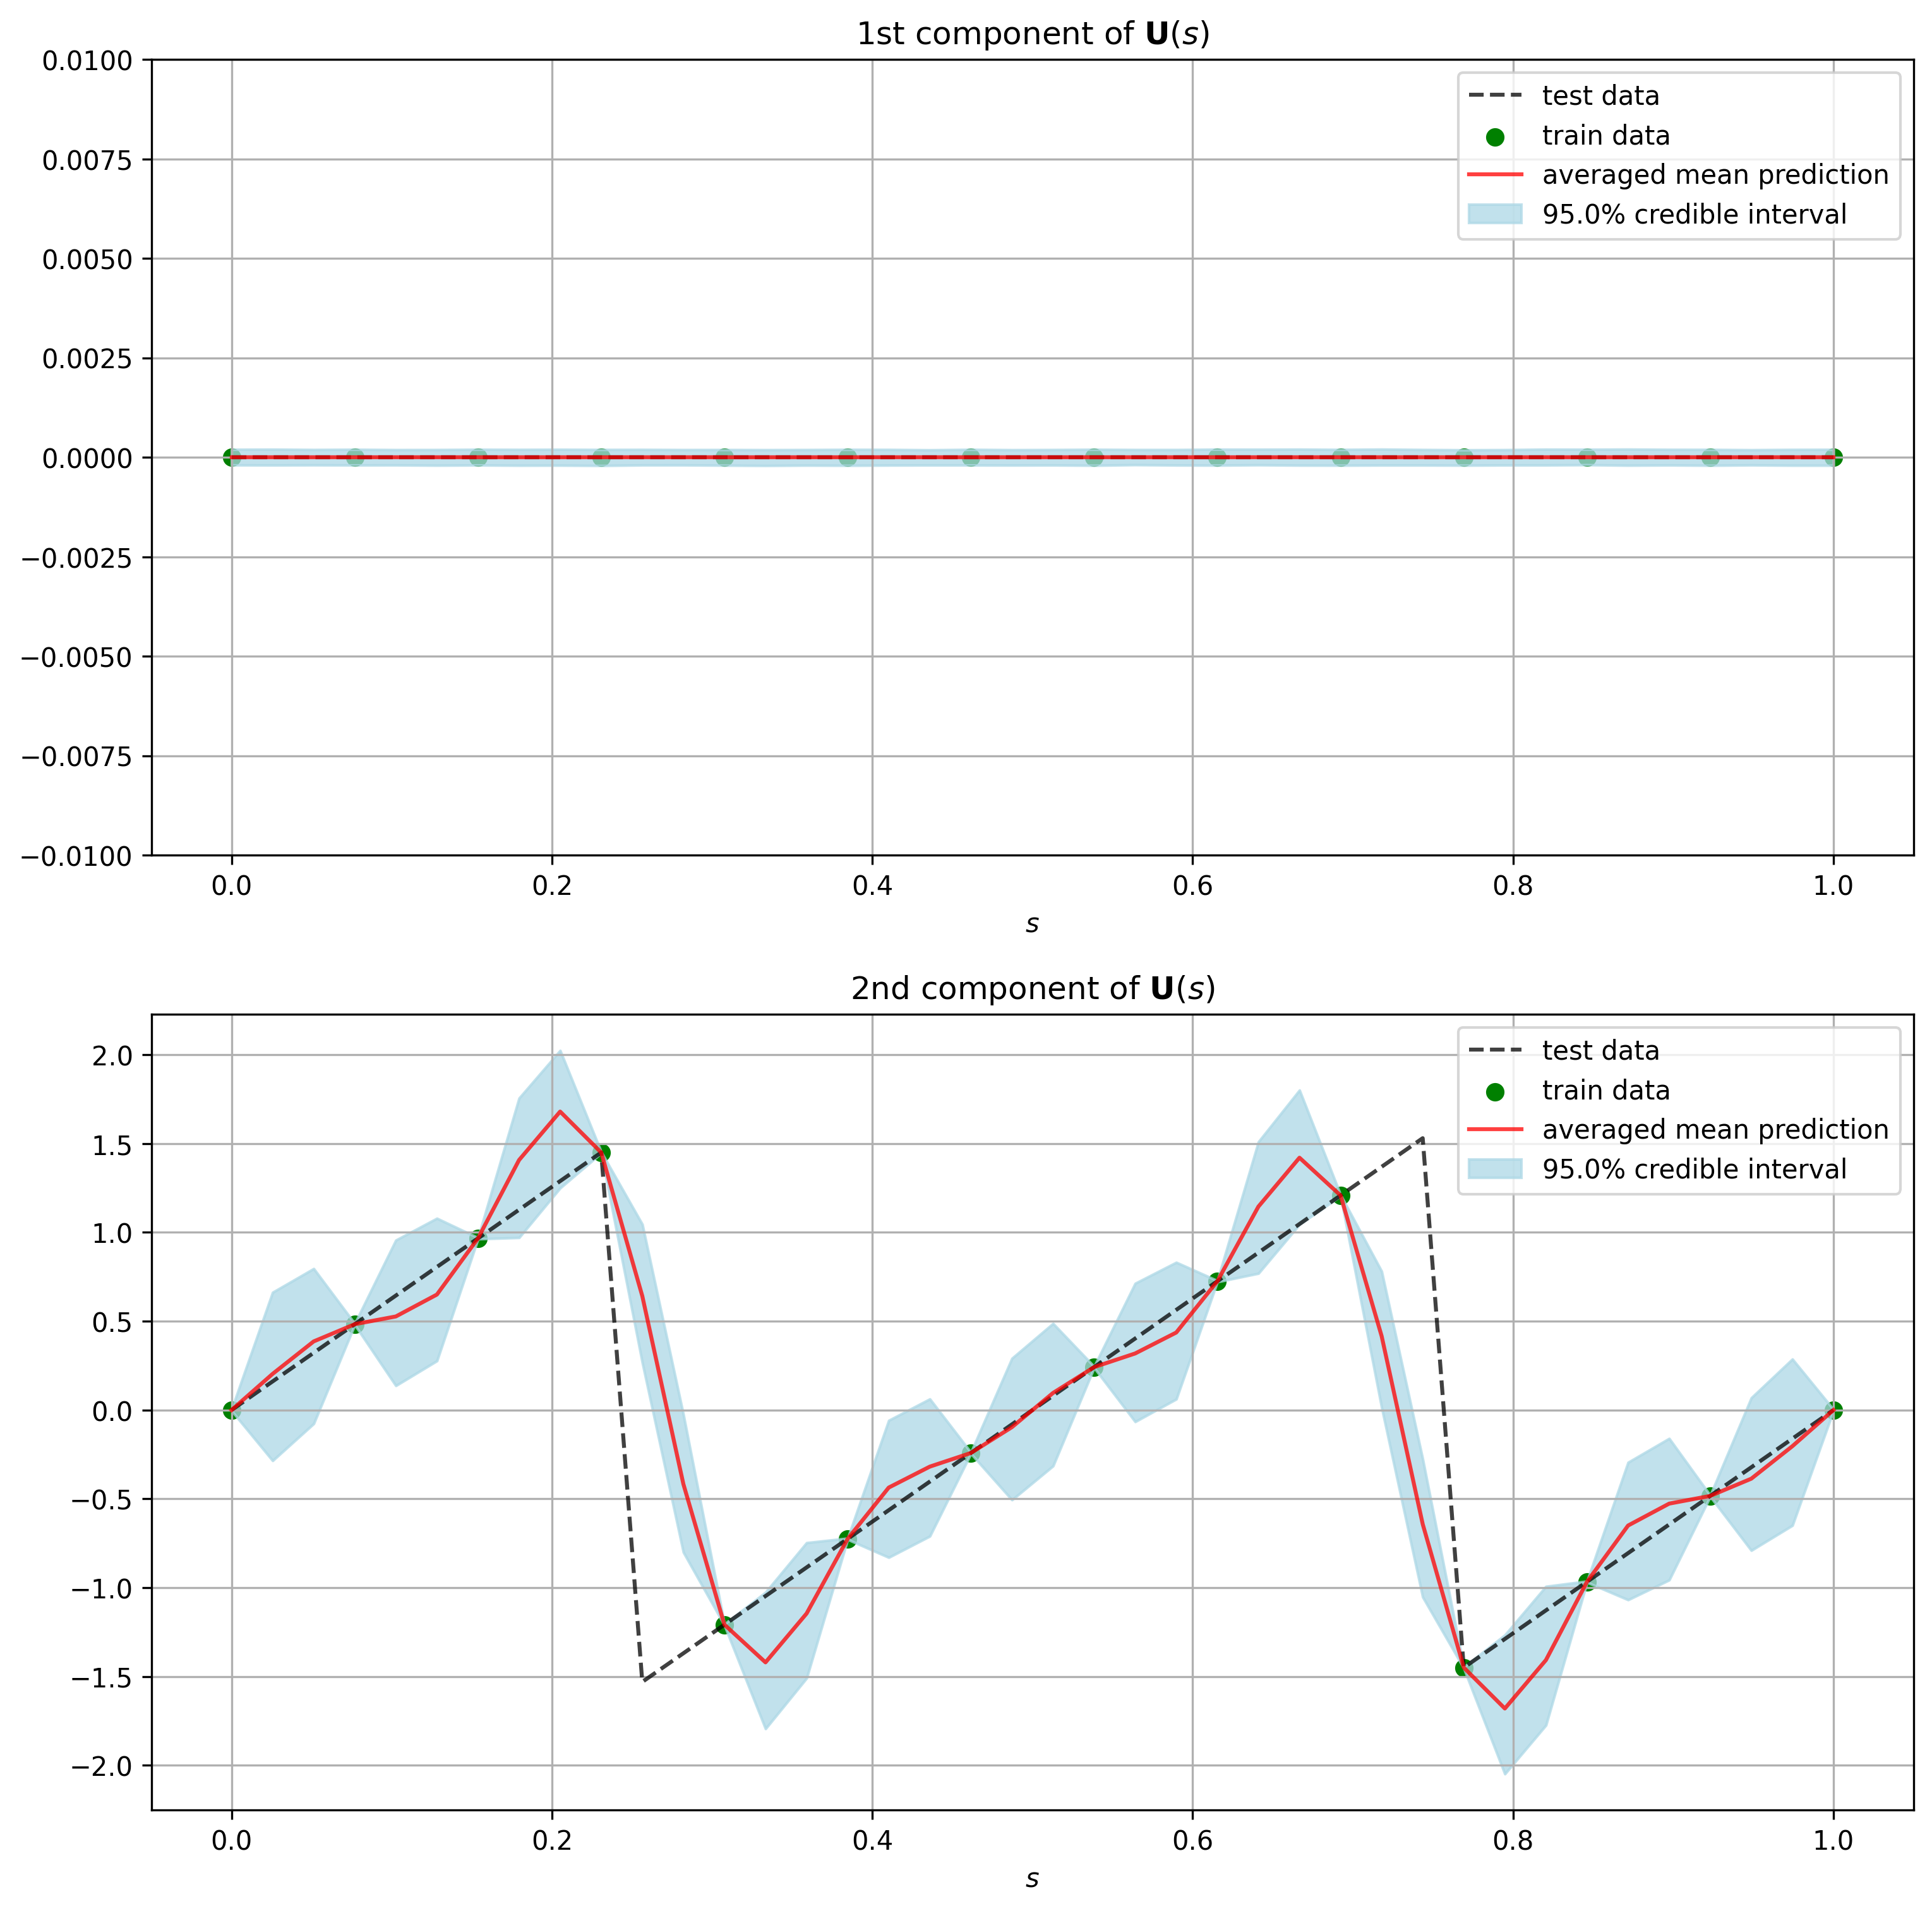 1st component of U(s)
0.0100
0.0075
0.0050
0.0025
0.0000
−0.0025
−0.0050
−0.0075
−0.0100
test data
train data
averaged mean prediction
95.0% credible interval
0.0 0.2 0.4 0.6 0.8 1.0
s
2nd component of U(s)
2.0
1.5
1.0
0.5
0.0
−0.5
−1.0
−1.5
−2.0
test data
train data
averaged mean prediction
95.0% credible interval
0.0 0.2 0.4 0.6 0.8 1.0
s